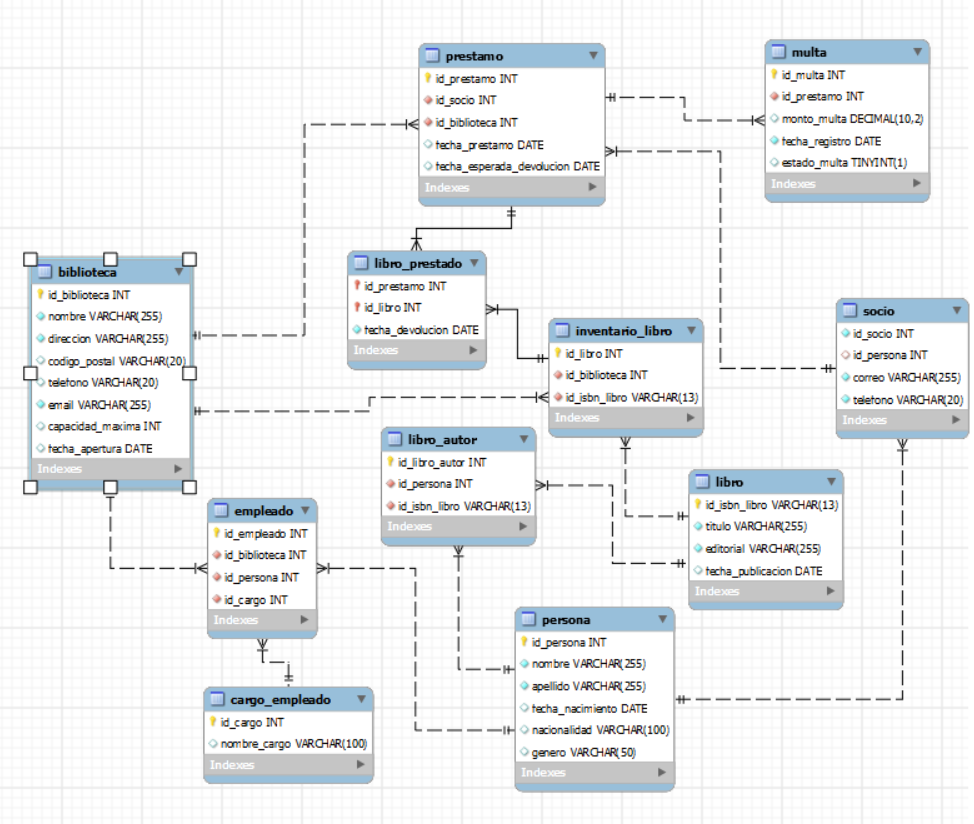 prestamo
id_prestamo INT
id_socio INT
id_biblioteca INT
fecha_prestamo DATE
fecha_esperada_devolucion DATE
Indexes
multa
id_multa INT
id_prestamo INT
monto_multa DECIMAL(10,2)
fecha_registro DATE
estado_multa TINYINT(1)
Indexes
biblioteca
id_biblioteca INT
nombre VARCHAR(255)
direccion VARCHAR(255)
codigo_postal VARCHAR(20)
telefono VARCHAR(20)
email VARCHAR(255)
capacidad_maxima INT
fecha_apertura DATE
Indexes
libro_prestado
id_prestamo INT
id_libro INT
fecha_devolucion DATE
Indexes
inventario_libro
id_libro INT
id_biblioteca INT
id_isbn_libro VARCHAR(13)
Indexes
socio
id_socio INT
id_persona INT
correo VARCHAR(255)
telefono VARCHAR(20)
Indexes
libro_autor
id_libro_autor INT
id_persona INT
id_isbn_libro VARCHAR(13)
Indexes
libro
id_isbn_libro VARCHAR(13)
titulo VARCHAR(255)
editorial VARCHAR(255)
fecha_publicacion DATE
Indexes
empleado
id_empleado INT
id_biblioteca INT
id_persona INT
id_cargo INT
Indexes
persona
id_persona INT
nombre VARCHAR(255)
apellido VARCHAR(255)
fecha_nacimiento DATE
nacionalidad VARCHAR(100)
genero VARCHAR(50)
Indexes
cargo_empleado
id_cargo INT
nombre_cargo VARCHAR(100)
Indexes